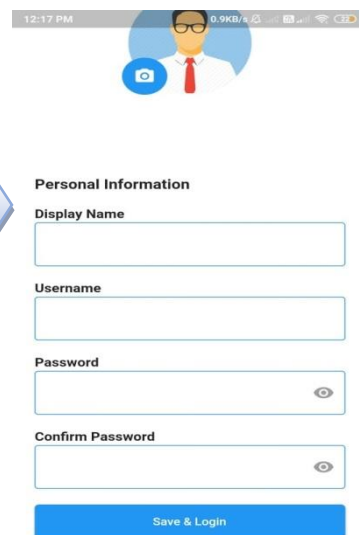 12:17 PM 0.9KB/s
Personal Information
Display Name
Username
Password
Confirm Password
Save & Login